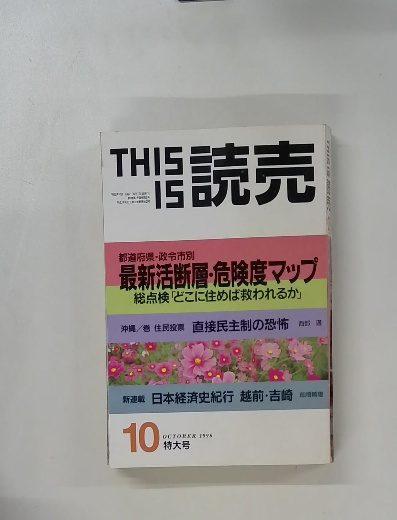 THIS
IS 読売
都道府県・政令市別
最新活断層・危険度マップ
総点検「どこに住めば救われるか」
沖縄/巻 住民投票 直接民主制の恐怖 西部 邁
新連載 日本経済史紀行 越前・吉崎
10 OCTOBER 1996
特大号